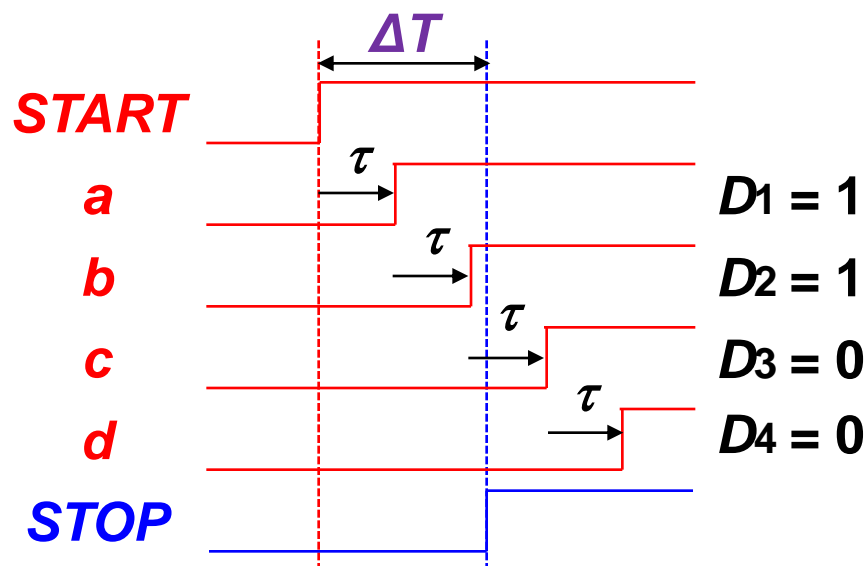 ΔT
START
τ
a
D1 = 1
τ
b
D2 = 1
τ
c
D3 = 0
τ
d
D4 = 0
STOP